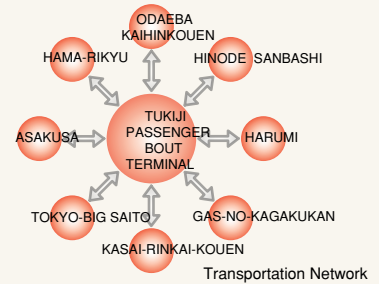 ODAEBA
KAIHINKOUEN
HAMA-RIKYU
HINODE SANBASHI
TUKIJI
PASSENGER
BOUT
TERMINAL
ASAKUSA
HARUMI
TOKYO-BIG SAITO
GAS-NO-KAGAKUKAN
KASAI-RINKAI-KOUEN
Transportation Network